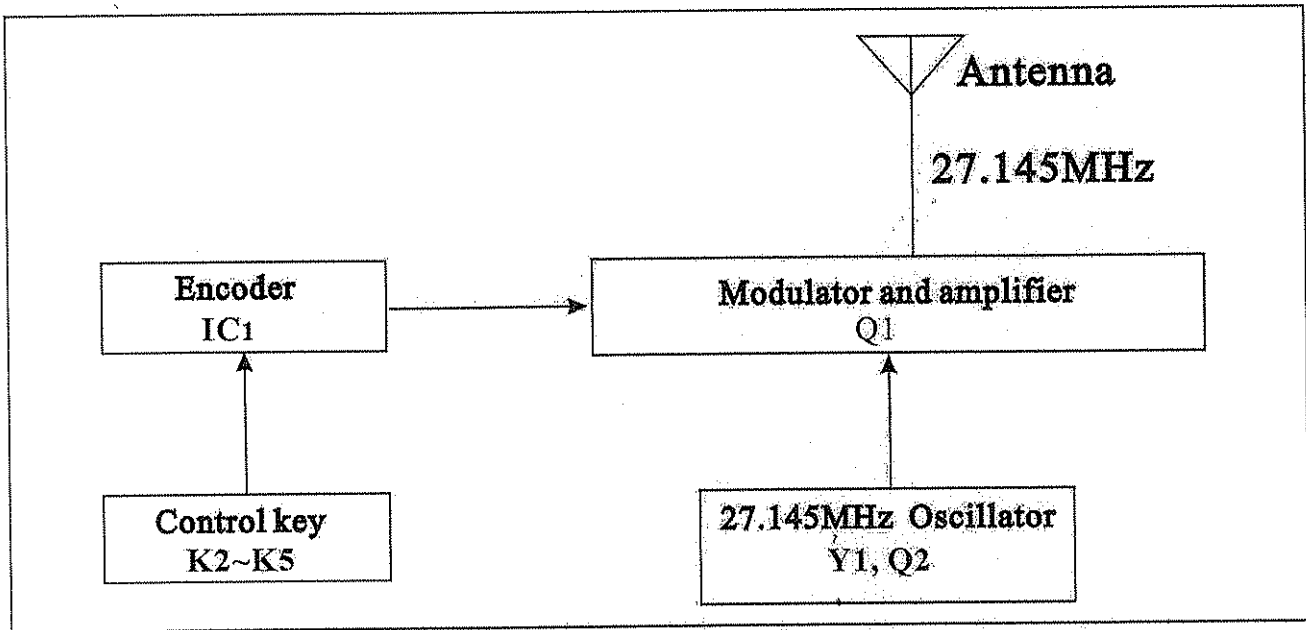 Antenna
27.145MHz
Encoder
IC1
Modulator and amplifier
Q1
Control key
K2~K5
27.145MHz Oscillator
Y1, Q2